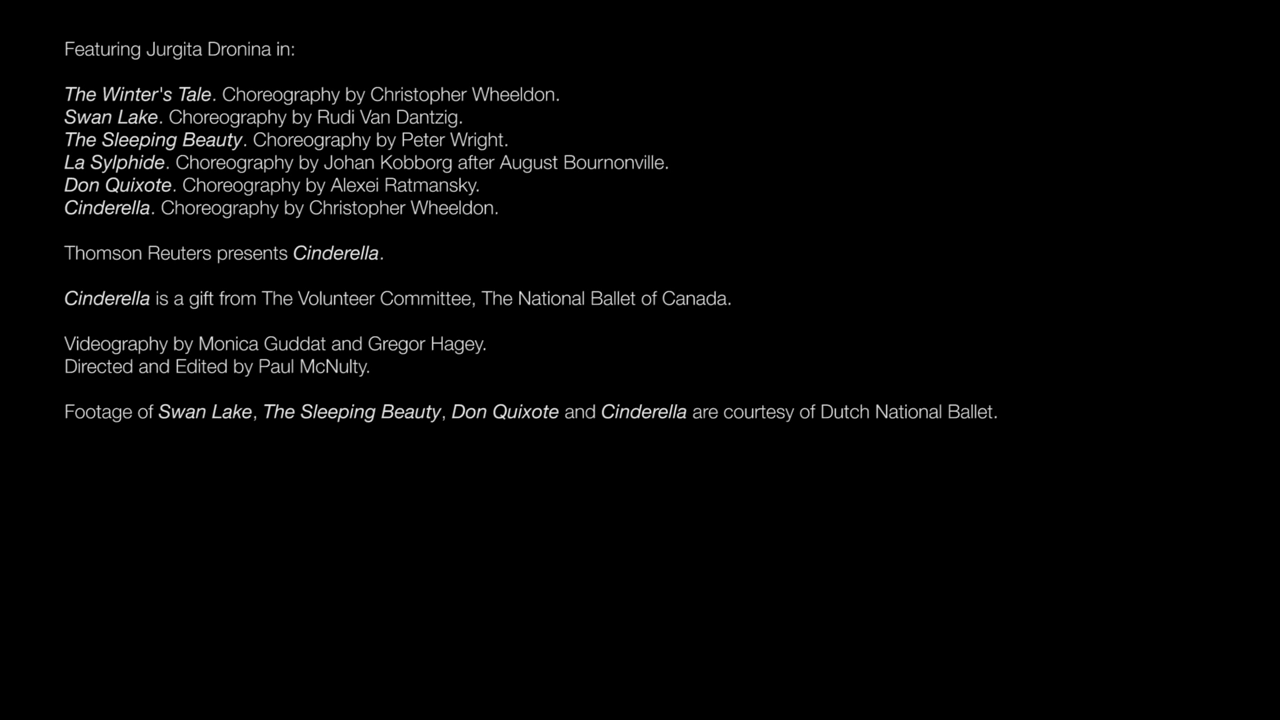 Featuring Jurgita Dronina in:
The Winter's Tale. Choreography by Christopher Wheeldon.
Swan Lake. Choreography by Rudi Van Dantzig.
The Sleeping Beauty. Choreography by Peter Wright.
La Sylphide. Choreography by Johan Kobborg after August Bournonville.
Don Quixote. Choreography by Alexei Ratmansky.
Cinderella. Choreography by Christopher Wheeldon.
Thomson Reuters presents Cinderella.
Cinderella is a gift from The Volunteer Committee, The National Ballet of Canada.
Videography by Monica Guddat and Gregor Hagey.
Directed and Edited by Paul McNulty.
Footage of Swan Lake, The Sleeping Beauty, Don Quixote and Cinderella are courtesy of Dutch National Ballet.